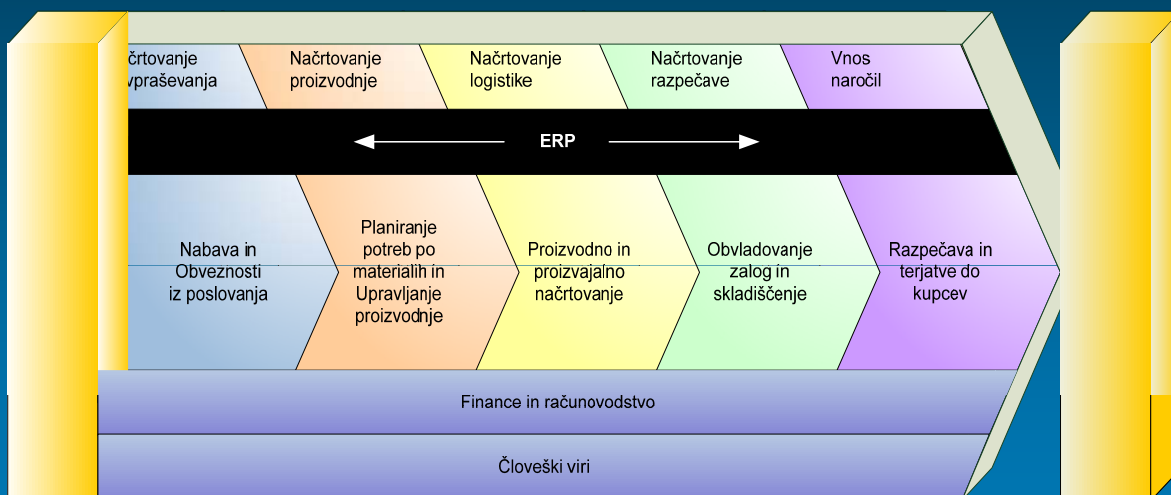 črtovanje
vpraševanja
Načrtovanje
proizvodnje
Načrtovanje
logistike
Načrtovanje
razpečave
Vnos
naročil
ERP
Nabava in
Obveznosti
iz poslovanja
Planiranje
potreb po
materialih in
Upravljanje
proizvodnje
Proizvodno in
proizvajalno
načrtovanje
Obvladovanje
zalog in
skladiščenje
Razpečava in
terjatve do
kupcev
Finance in računovodstvo
Človeški viri